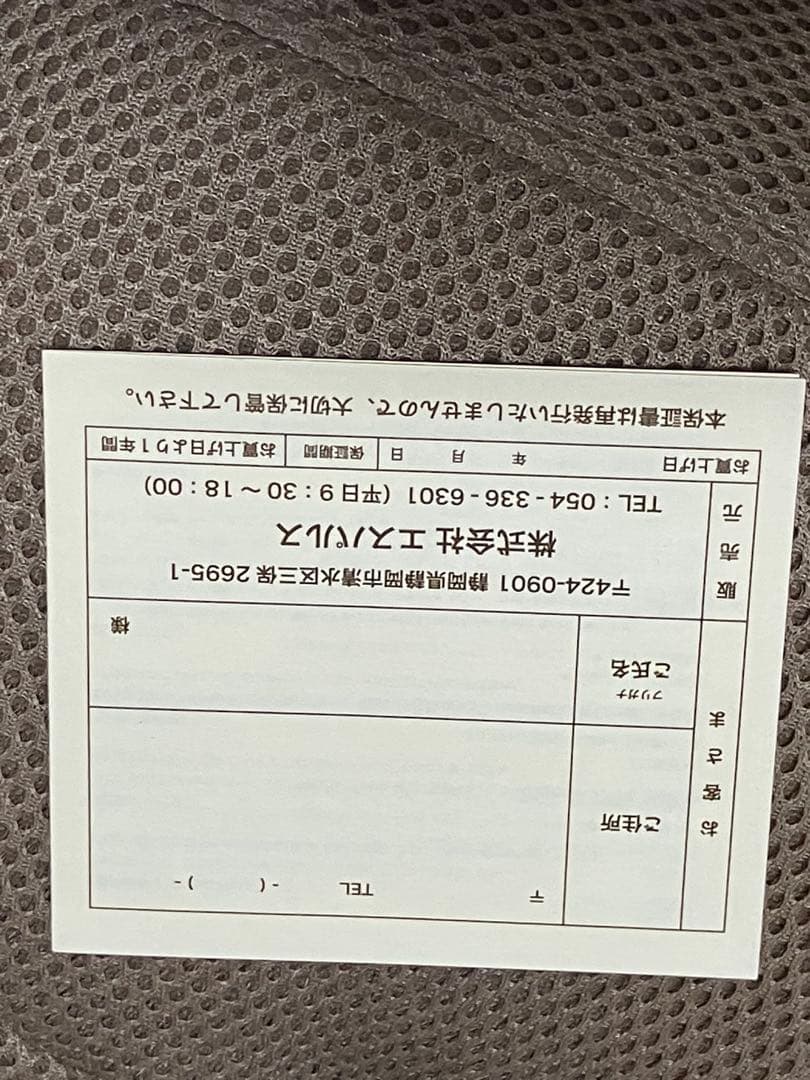 お客さま
ご住所
〒 TEL -( )-
フリガナ
ご氏名
様
販売元
〒424-0901 静岡県静岡市清水区三保 2695-1
株式会社 エスパルス
TEL：054-336-6301（平日 9：30～18：00）
お買上げ日 年 月 日 保証期間 お買上げ日より1年間
本保証書は再発行いたしませんので、大切に保管して下さい。